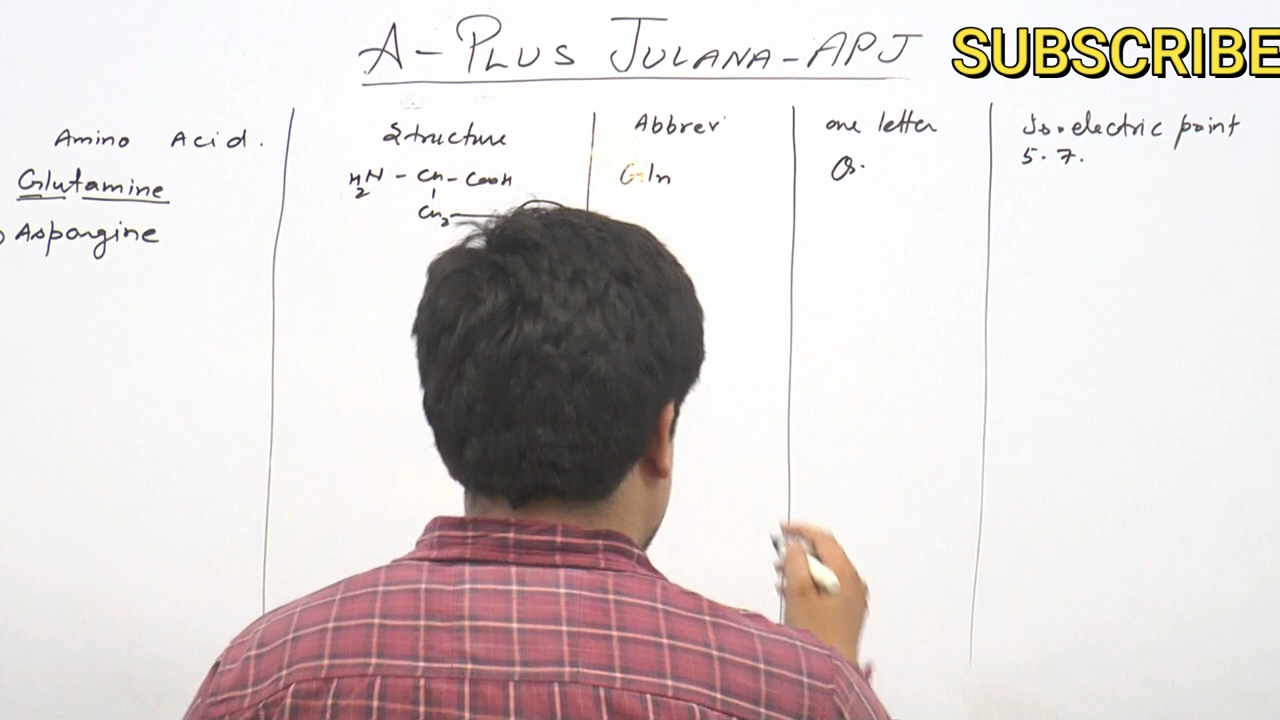 A-PLUS JULANA-APJ
SUBSCRIBE
Amino Acid. Structure Abbrev one letter Iso.electric point
Glutamine H2N - CH - COOH Gln Q. 5.7.
CH2
Aspargine